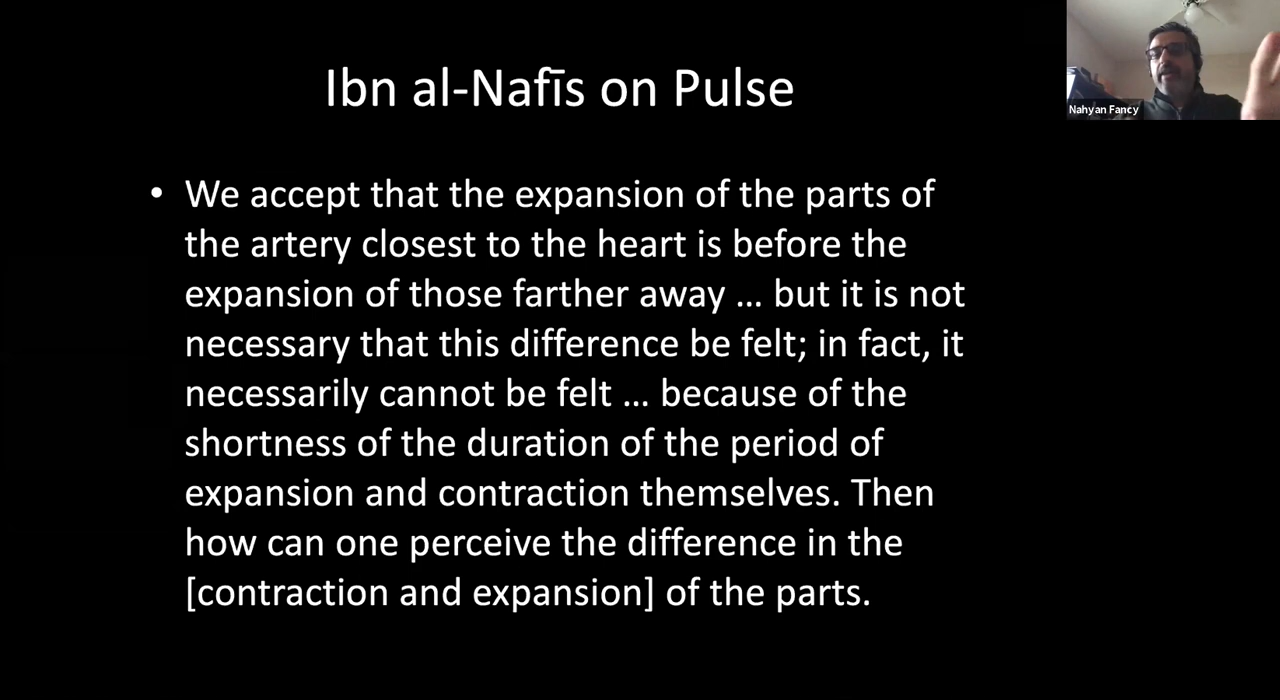 Ibn al-Nafīs on Pulse
Nahyan Fancy
• We accept that the expansion of the parts of
the artery closest to the heart is before the
expansion of those farther away … but it is not
necessary that this difference be felt; in fact, it
necessarily cannot be felt … because of the
shortness of the duration of the period of
expansion and contraction themselves. Then
how can one perceive the difference in the
[contraction and expansion] of the parts.